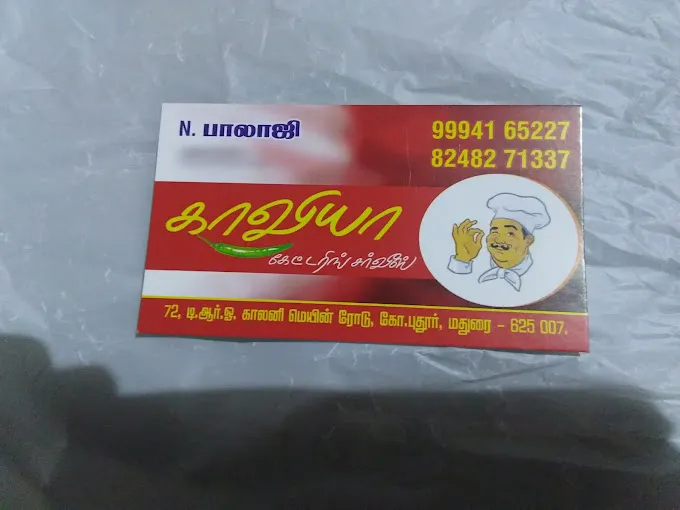 N. பாலாஜி
99941 65227
82482 71337
காவியா
கேட்டரிங் சர்வீஸ்
72, டி.ஆர்.ஓ. காலனி மெயின் ரோடு, கோ.புதூர், மதுரை - 625 007.